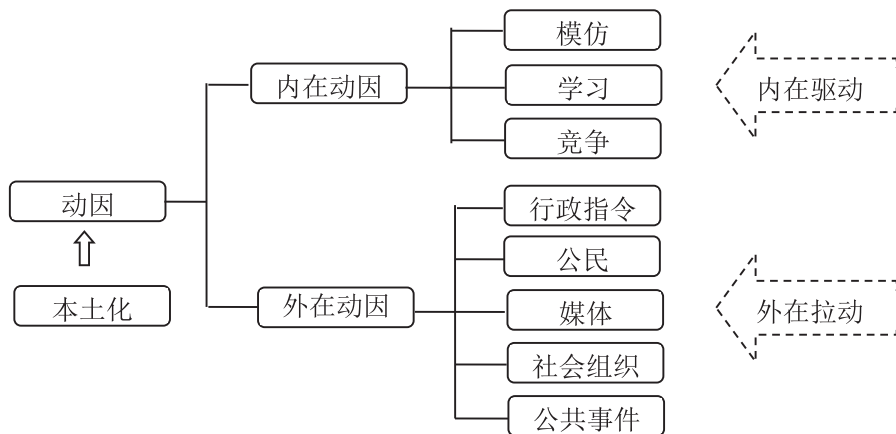 模仿
内在动因
学习
内在驱动
竞争
动因
行政指令
公民
本土化
外在动因
媒体
外在拉动
社会组织
公共事件